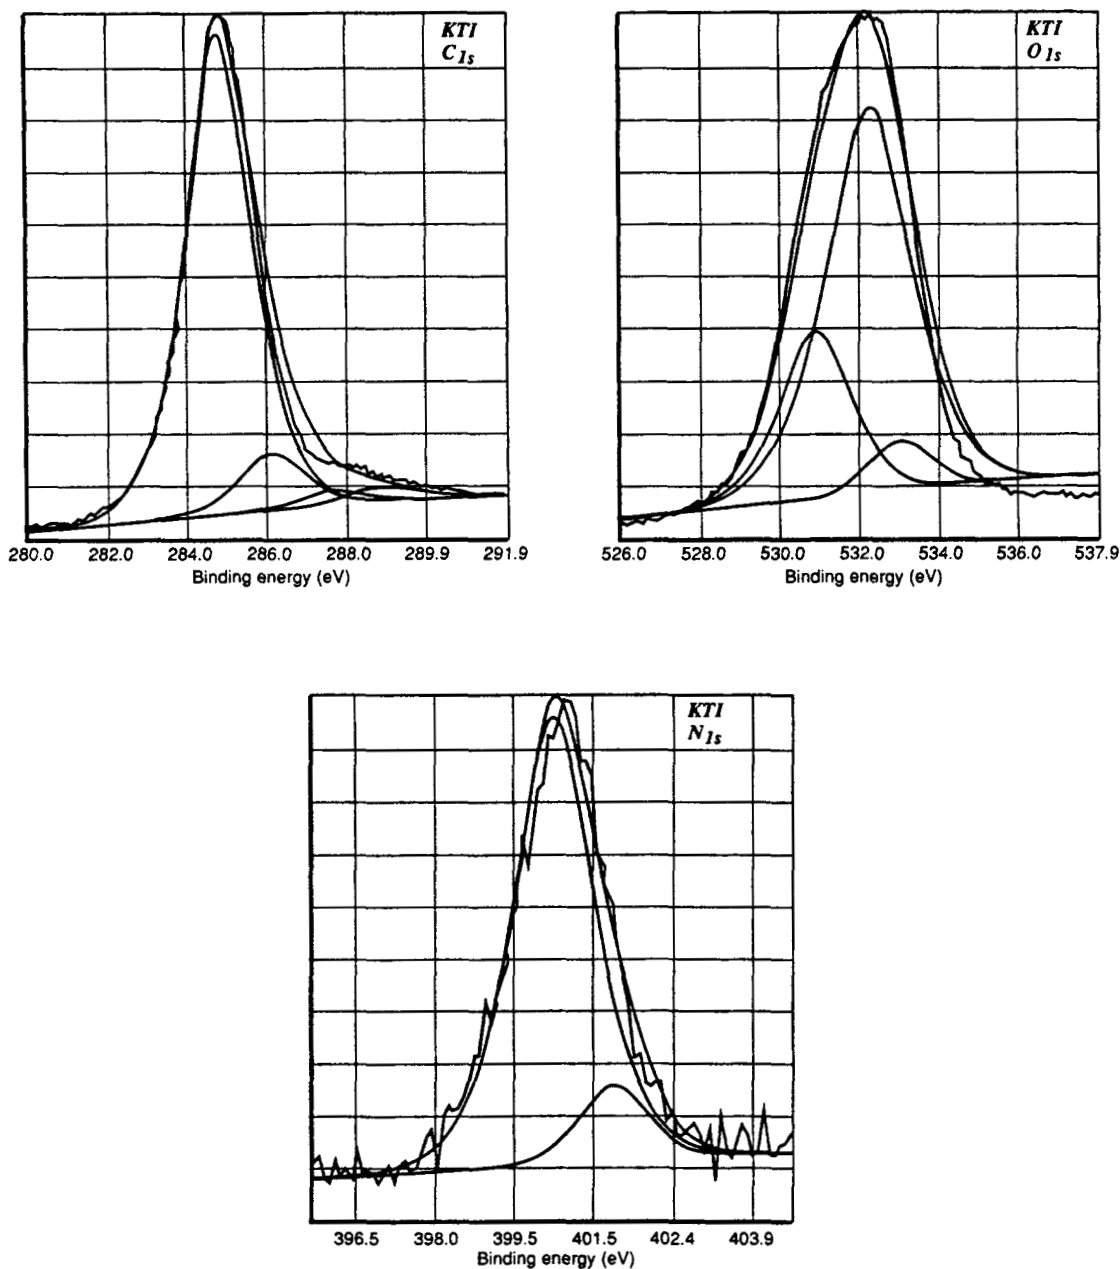 KTI
C1s
280.0 282.0 284.0 286.0 288.0 289.9 291.9
Binding energy (eV)
KTI
O1s
526.0 528.0 530.0 532.0 534.0 536.0 537.9
Binding energy (eV)
KTI
N1s
396.5 398.0 399.5 401.5 402.4 403.9
Binding energy (eV)